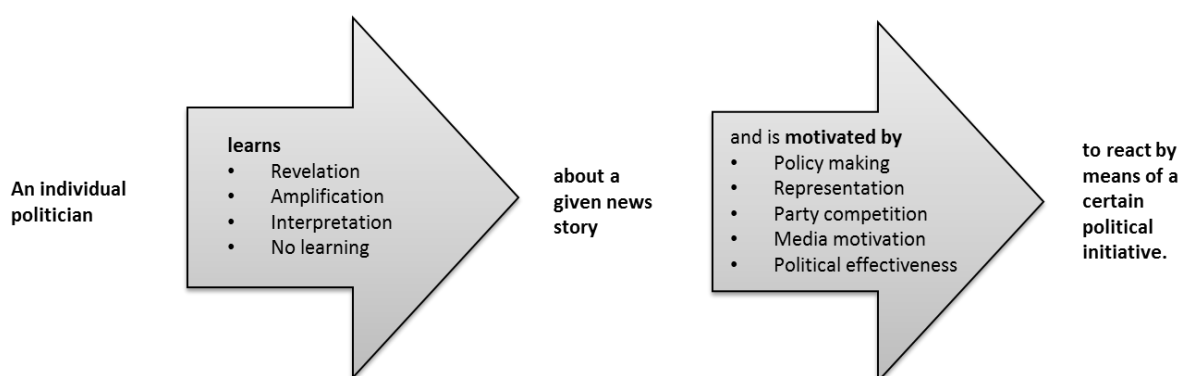 An individual
politician
learns
• Revelation
• Amplification
• Interpretation
• No learning
about a
given news
story
and is motivated by
• Policy making
• Representation
• Party competition
• Media motivation
• Political effectiveness
to react by
means of a
certain
political
initiative.